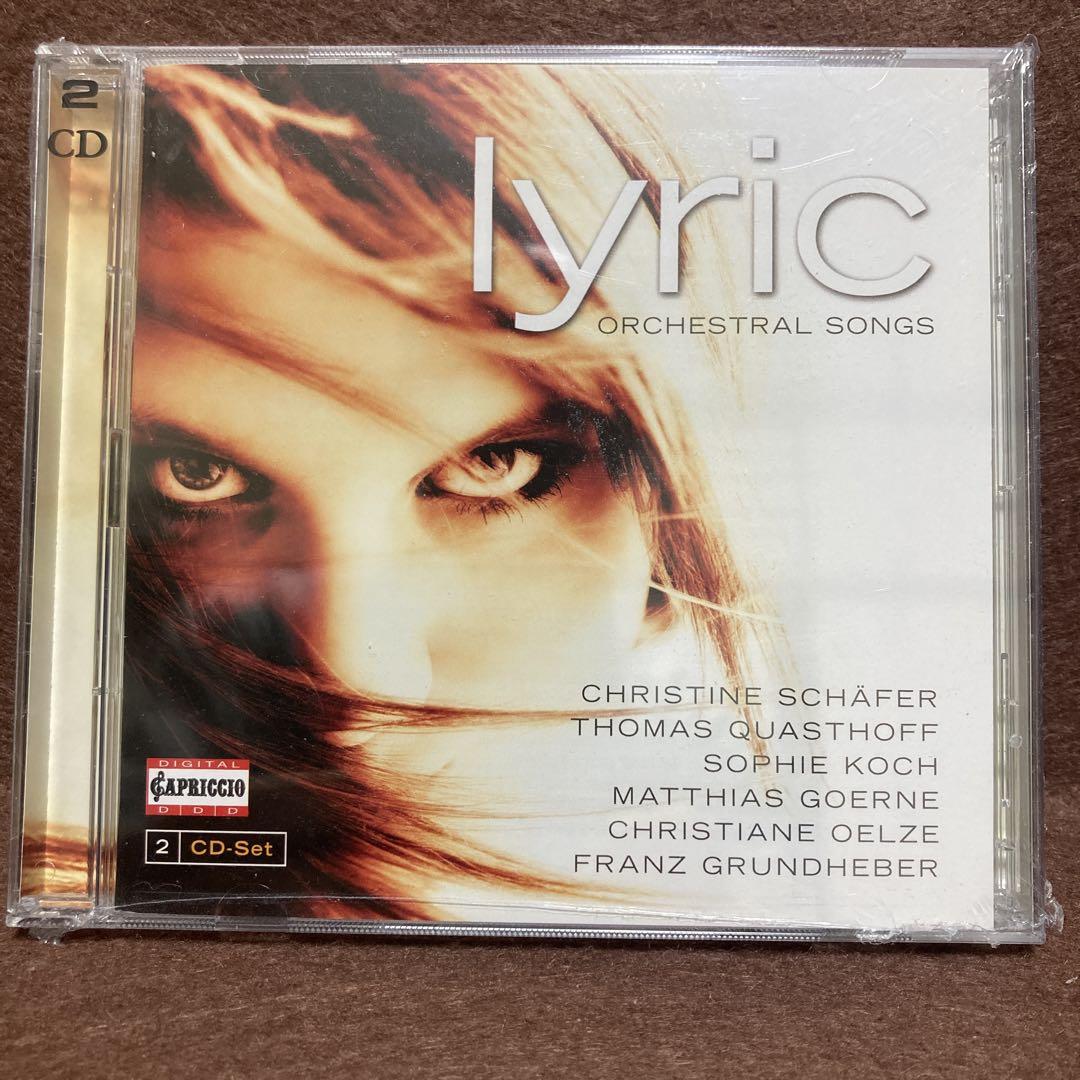 2
CD
lyric
ORCHESTRAL SONGS
CHRISTINE SCHÄFER
THOMAS QUASTHOFF
SOPHIE KOCH
MATTHIAS GOERNE
CHRISTIANE OELZE
FRANZ GRUNDHEBER
DIGITAL
CAPRICCIO
D|D|D
2 CD-Set